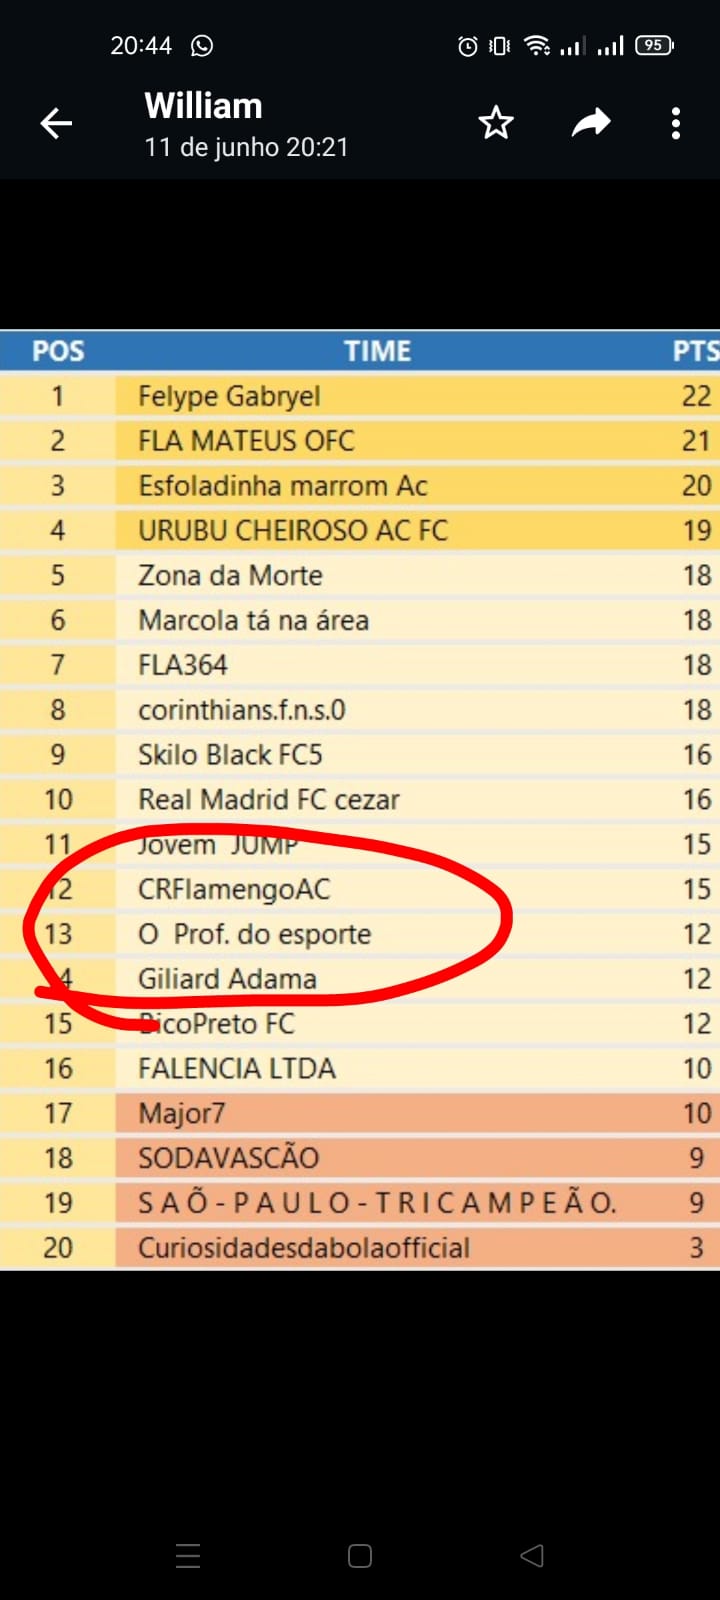 20:44 95
William
11 de junho 20:21
POS TIME PTS
1 Felype Gabryel 22
2 FLA MATEUS OFC 21
3 Esfoladinha marrom Ac 20
4 URUBU CHEIROSO AC FC 19
5 Zona da Morte 18
6 Marcola tá na área 18
7 FLA364 18
8 corinthians.f.n.s.0 18
9 Skilo Black FC5 16
10 Real Madrid FC cezar 16
11 Jovem JUMP 15
12 CRFlamengoAC 15
13 O Prof. do esporte 12
14 Giliard Adama 12
15 BicoPreto FC 12
16 FALENCIA LTDA 10
17 Major7 10
18 SODAVASCÃO 9
19 S A Õ - P A U L O - T R I C A M P E Ã O. 9
20 Curiosidadesdabolaofficial 3